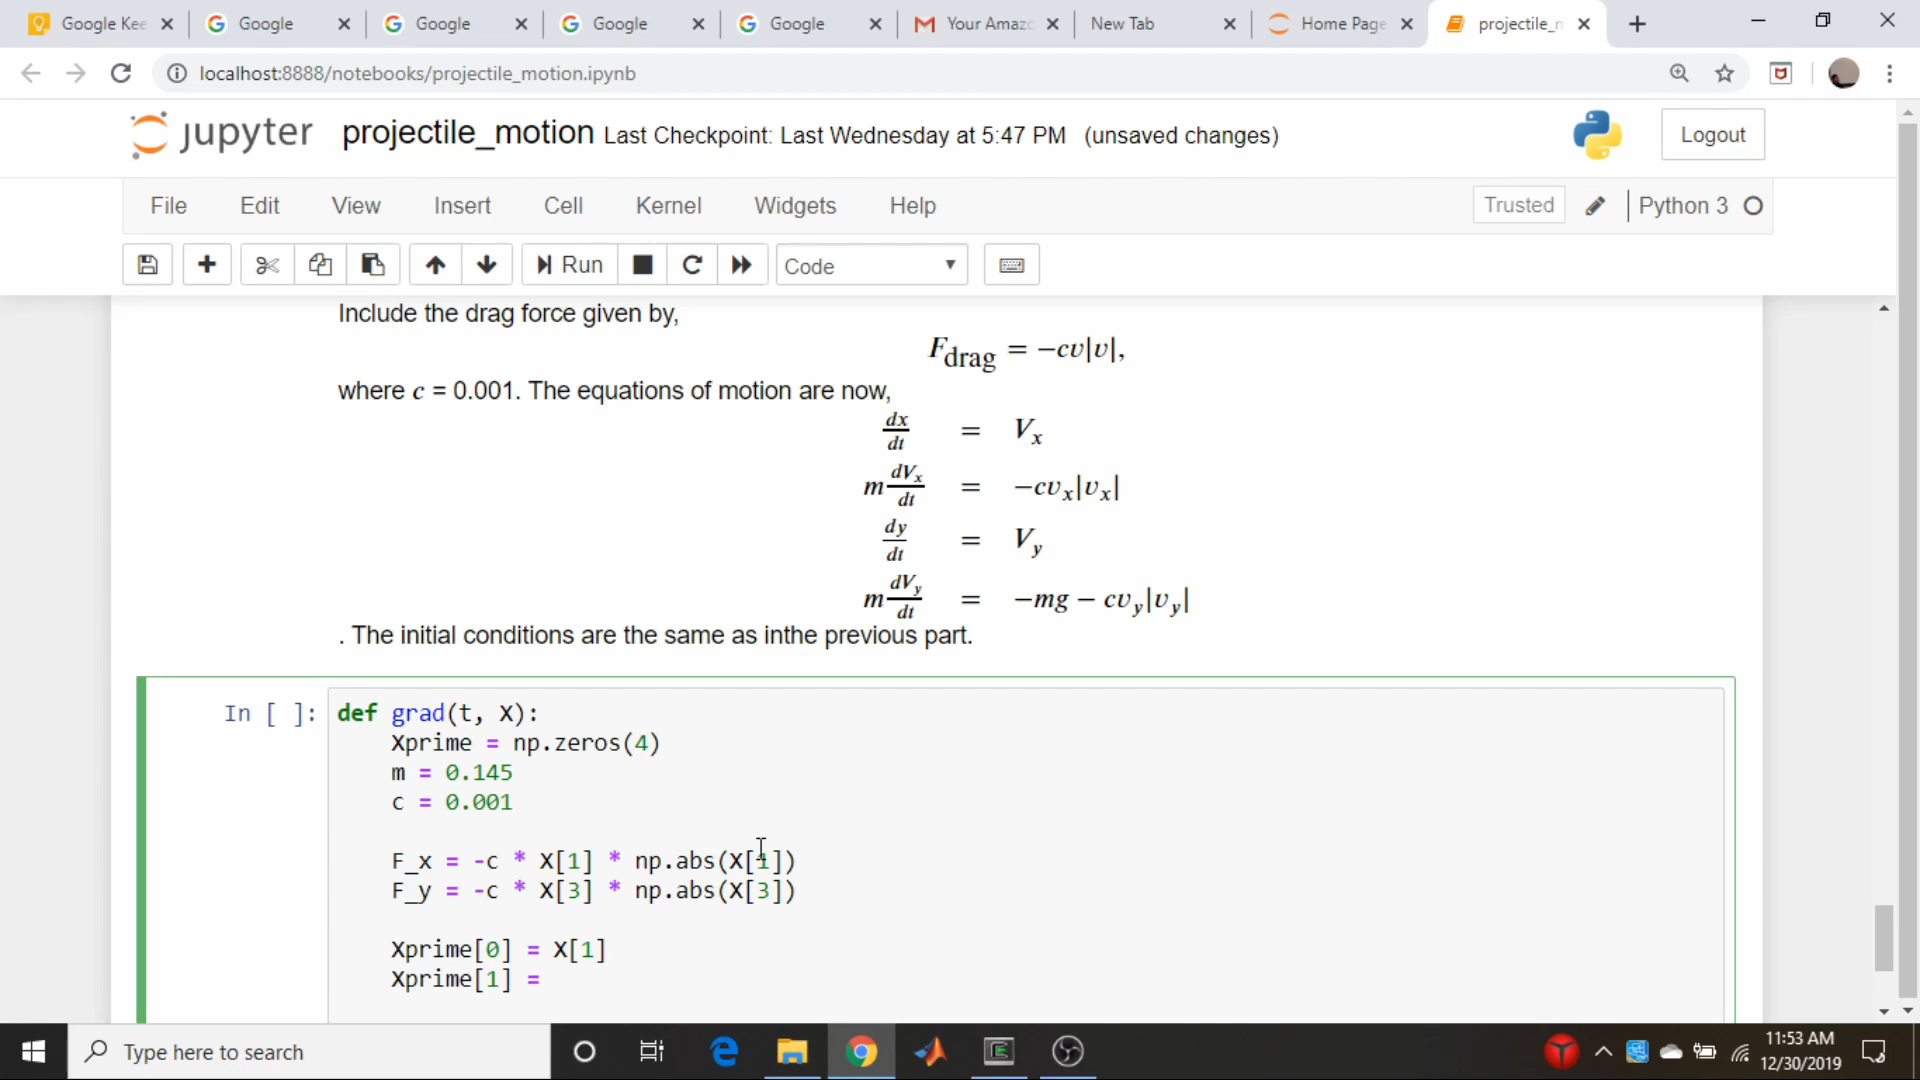 Google Kee
Google
Google
Google
Google
Your Amazo
New Tab
Home Page
projectile_m
localhost:8888/notebooks/projectile_motion.ipynb
jupyter projectile_motion Last Checkpoint: Last Wednesday at 5:47 PM (unsaved changes)
Logout
File Edit View Insert Cell Kernel Widgets Help
Trusted
Python 3
Run
Code
Include the drag force given by,
F_drag = −cv|v|,
where c = 0.001. The equations of motion are now,
dx/dt = V_x
m dV_x/dt = −cv_x|v_x|
dy/dt = V_y
m dV_y/dt = −mg − cv_y|v_y|
. The initial conditions are the same as inthe previous part.
In [ ]: def grad(t, X):
Xprime = np.zeros(4)
m = 0.145
c = 0.001
F_x = -c * X[1] * np.abs(X[1])
F_y = -c * X[3] * np.abs(X[3])
Xprime[0] = X[1]
Xprime[1] =
Type here to search
11:53 AM
12/30/2019